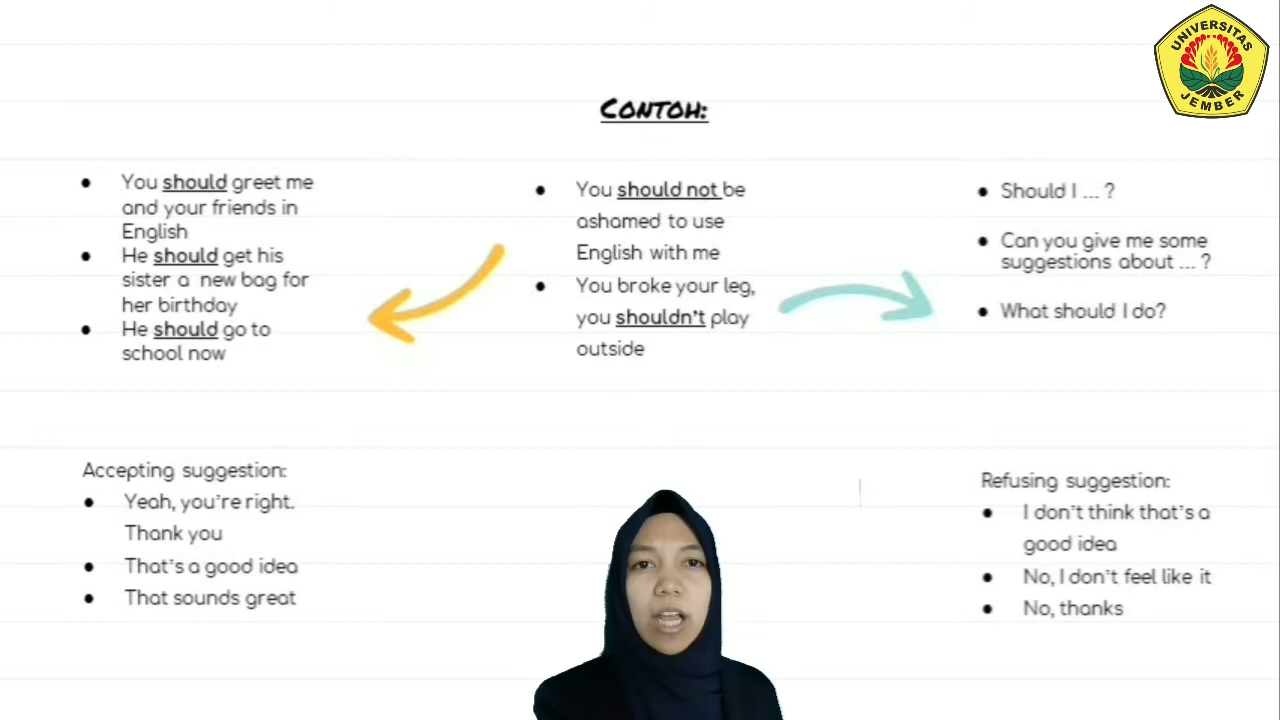 UNIVERSITAS
JEMBER
CONTOH:
● You should greet me
and your friends in
English
● He should get his
sister a new bag for
her birthday
● He should go to
school now
● You should not be
ashamed to use
English with me
● You broke your leg,
you shouldn't play
outside
● Should I ... ?
● Can you give me some
suggestions about ... ?
● What should I do?
Accepting suggestion:
● Yeah, you're right.
Thank you
● That's a good idea
● That sounds great
Refusing suggestion:
● I don't think that's a
good idea
● No, I don't feel like it
● No, thanks